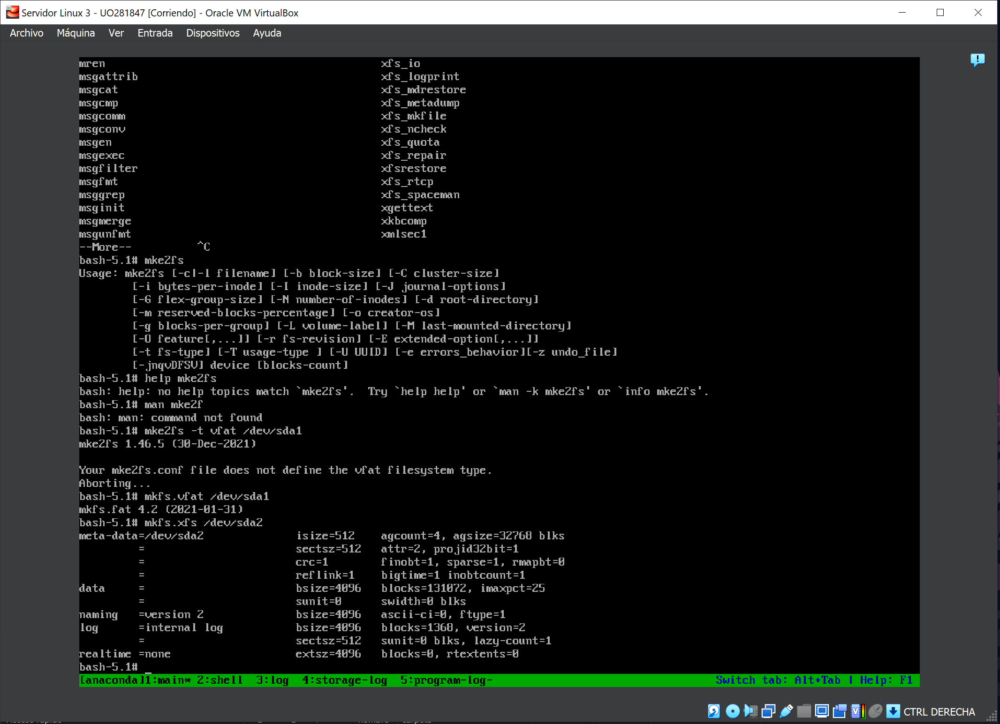 Servidor Linux 3 - UO281847 [Corriendo] - Oracle VM VirtualBox
Archivo Máquina Ver Entrada Dispositivos Ayuda
mren xfs_io
msgattrib xfs_logprint
msgcat xfs_mdrestore
msgcmp xfs_metadump
msgcomm xfs_mkfile
msgconv xfs_ncheck
msgen xfs_quota
msgexec xfs_repair
msgfilter xfsrestore
msgfmt xfs_rtcp
msggrep xfs_spaceman
msginit xgettext
msgmerge xkbcomp
msgunfmt xmlsec1
--More-- ^C
bash-5.1# mke2fs
Usage: mke2fs [-c|-l filename] [-b block-size] [-C cluster-size]
[-i bytes-per-inode] [-I inode-size] [-J journal-options]
[-G flex-group-size] [-N number-of-inodes] [-d root-directory]
[-m reserved-blocks-percentage] [-o creator-os]
[-g blocks-per-group] [-L volume-label] [-M last-mounted-directory]
[-O feature[,...]] [-r fs-revision] [-E extended-option[,...]]
[-t fs-type] [-T usage-type ] [-U UUID] [-e errors_behavior][-z undo_file]
[-jnqvDFSV] device [blocks-count]
bash-5.1# help mke2fs
bash: help: no help topics match `mke2fs'.  Try `help help' or `man -k mke2fs' or `info mke2fs'.
bash-5.1# man mke2f
bash: man: command not found
bash-5.1# mke2fs -t vfat /dev/sda1
mke2fs 1.46.5 (30-Dec-2021)
Your mke2fs.conf file does not define the vfat filesystem type.
Aborting...
bash-5.1# mkfs.vfat /dev/sda1
mkfs.fat 4.2 (2021-01-31)
bash-5.1# mkfs.xfs /dev/sda2
meta-data=/dev/sda2 isize=512 agcount=4, agsize=32768 blks
= sectsz=512 attr=2, projid32bit=1
= crc=1 finobt=1, sparse=1, rmapbt=0
= reflink=1 bigtime=1 inobtcount=1
data = bsize=4096 blocks=131072, imaxpct=25
= sunit=0 swidth=0 blks
naming =version 2 bsize=4096 ascii-ci=0, ftype=1
log =internal log bsize=4096 blocks=1368, version=2
= sectsz=512 sunit=0 blks, lazy-count=1
realtime =none extsz=4096 blocks=0, rtextents=0
bash-5.1# _
[anaconda]1:main* 2:shell 3:log 4:storage-log 5:program-log- Switch tab: Alt+Tab | Help: F1
CTRL DERECHA